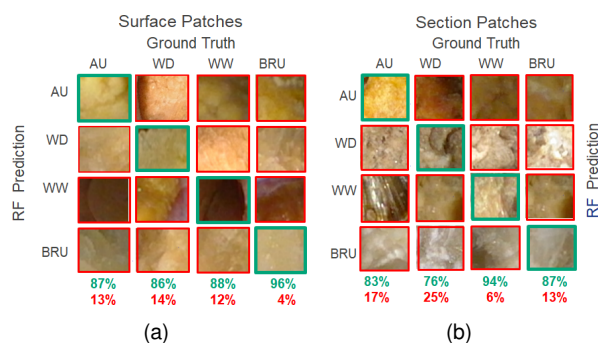 Surface Patches
Ground Truth
AU WD WW BRU
AU
WD
WW
BRU
RF Prediction
87% 86% 88% 96%
13% 14% 12% 4%
(a)
Section Patches
Ground Truth
AU WD WW BRU
AU
WD
WW
BRU
RF Prediction
83% 76% 94% 87%
17% 25% 6% 13%
(b)